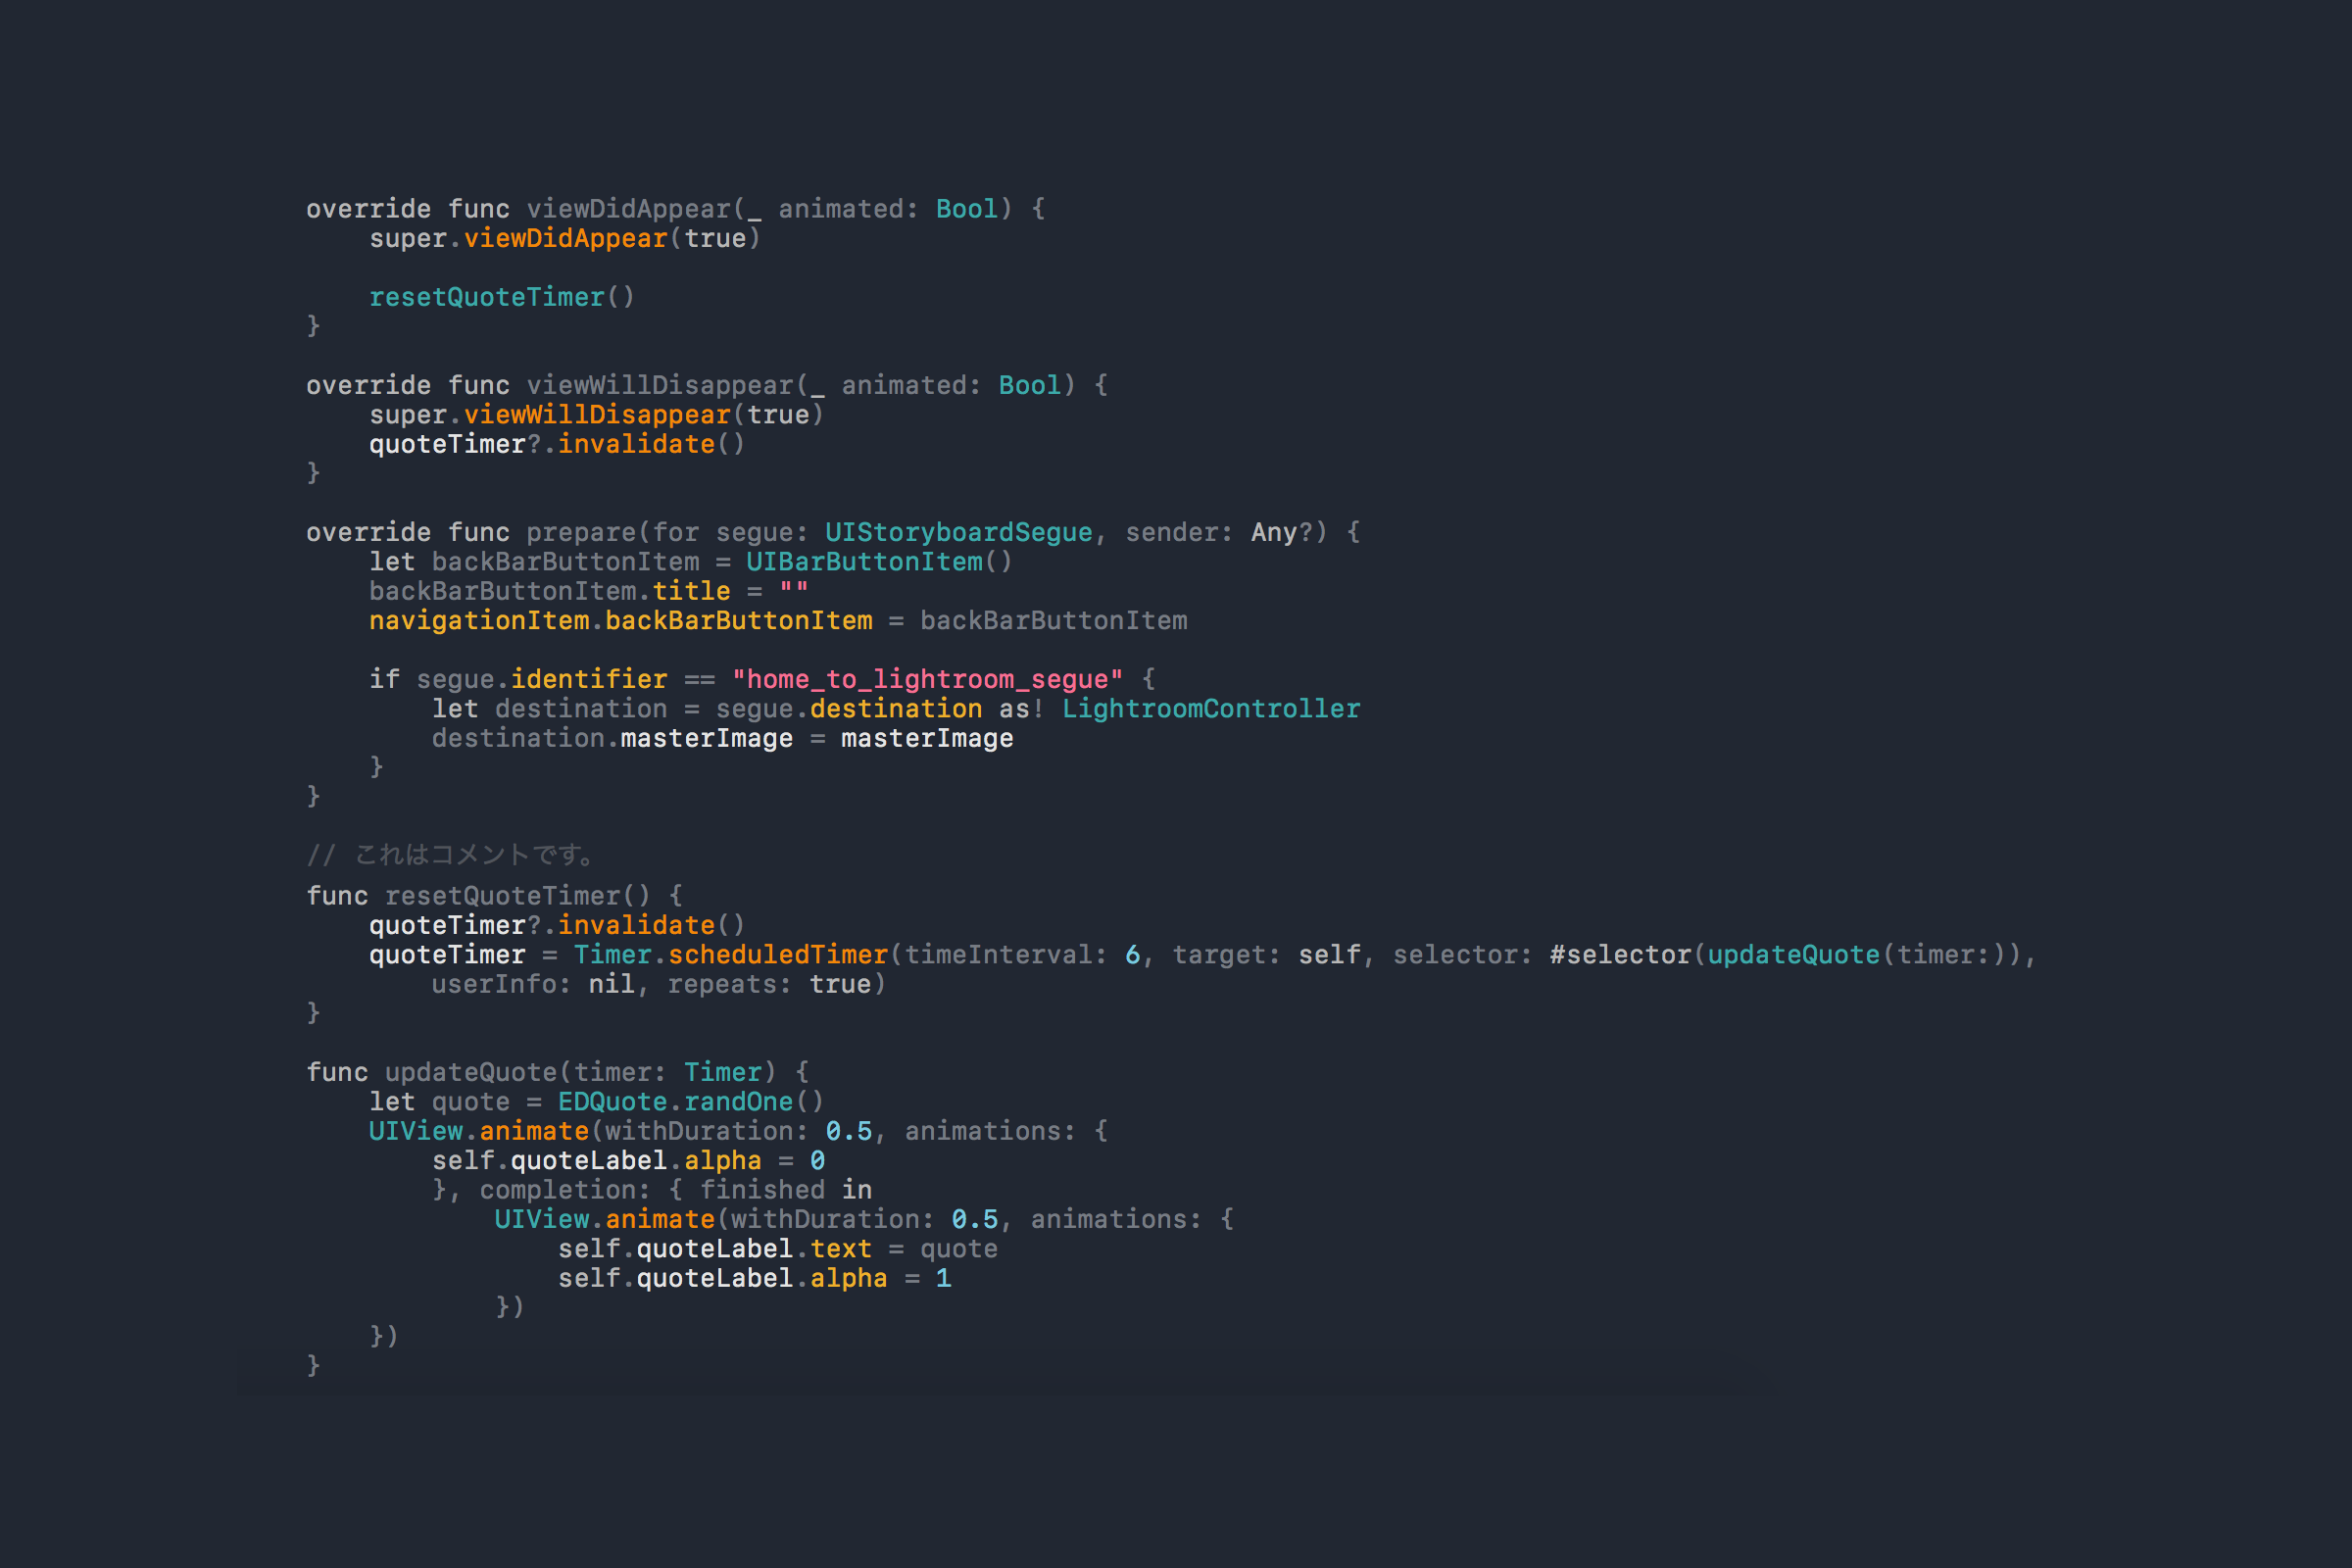 override func viewDidAppear(_ animated: Bool) {
    super.viewDidAppear(true)

    resetQuoteTimer()
}

override func viewWillDisappear(_ animated: Bool) {
    super.viewWillDisappear(true)
    quoteTimer?.invalidate()
}

override func prepare(for segue: UIStoryboardSegue, sender: Any?) {
    let backBarButtonItem = UIBarButtonItem()
    backBarButtonItem.title = ""
    navigationItem.backBarButtonItem = backBarButtonItem

    if segue.identifier == "home_to_lightroom_segue" {
        let destination = segue.destination as! LightroomController
        destination.masterImage = masterImage
    }
}

// これはコメントです。
func resetQuoteTimer() {
    quoteTimer?.invalidate()
    quoteTimer = Timer.scheduledTimer(timeInterval: 6, target: self, selector: #selector(updateQuote(timer:)),
        userInfo: nil, repeats: true)
}

func updateQuote(timer: Timer) {
    let quote = EDQuote.randOne()
    UIView.animate(withDuration: 0.5, animations: {
        self.quoteLabel.alpha = 0
        }, completion: { finished in
            UIView.animate(withDuration: 0.5, animations: {
                self.quoteLabel.text = quote
                self.quoteLabel.alpha = 1
            })
    })
}